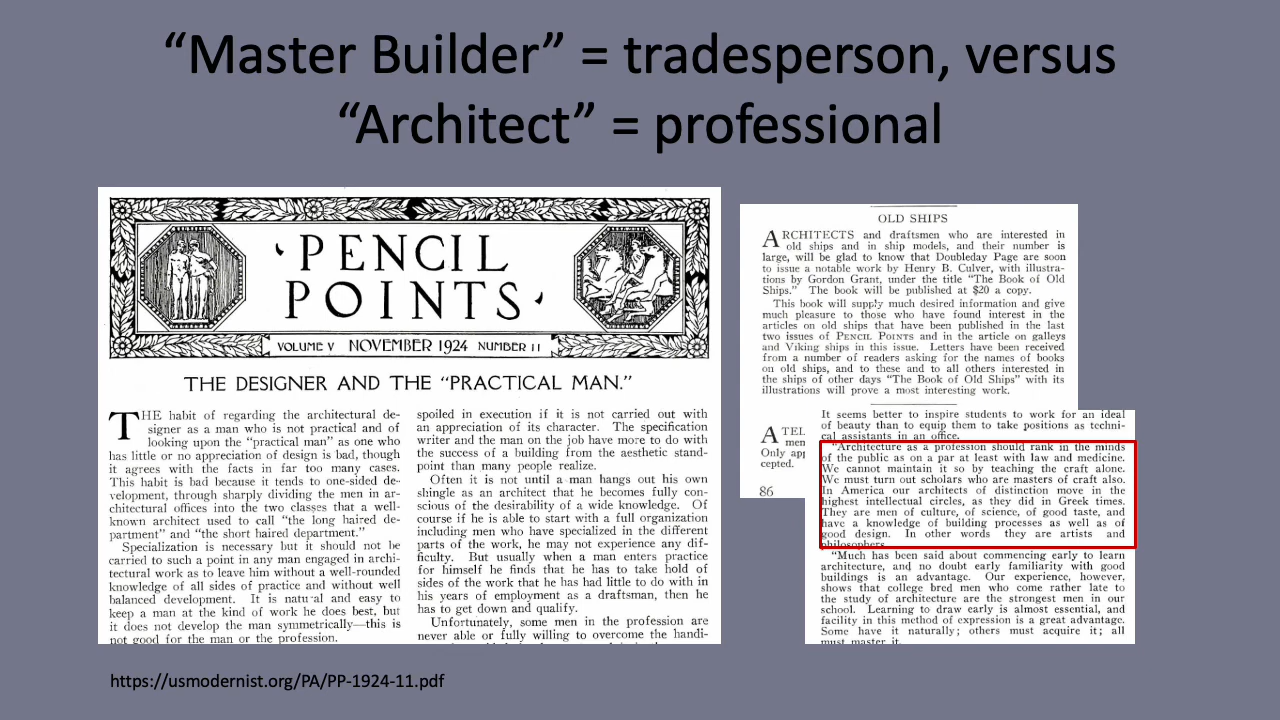 “Master Builder” = tradesperson, versus
“Architect” = professional
PENCIL
POINTS
VOLUME V NOVEMBER 1924 NUMBER 11
THE DESIGNER AND THE “PRACTICAL MAN.”
THE habit of regarding the architectural de-
signer as a man who is not practical and of
looking upon the “practical man” as one who
has little or no appreciation of design is bad, though
it agrees with the facts in far too many cases.
This habit is bad because it tends to one-sided de-
velopment, through sharply dividing the men in ar-
chitectural offices into the two classes that a well-
known architect used to call “the long haired de-
partment” and “the short haired department.”
Specialization is necessary but it should not be
carried to such a point in any man engaged in archi-
tectural work as to leave him without a well-rounded
knowledge of all sides of practice and without well
balanced development. It is natural and easy to
keep a man at the kind of work he does best, but
it does not develop the man symmetrically—this is
not good for the man or the profession.
spoiled in execution if it is not carried out with
an appreciation of its character. The specification
writer and the man on the job have more to do with
the success of a building from the aesthetic stand-
point than many people realize.
Often it is not until a man hangs out his own
shingle as an architect that he becomes fully con-
scious of the desirability of a wide knowledge. Of
course if he is able to start with a full organization
including men who have specialized in the different
parts of the work, he may not experience any dif-
ficulty. But usually when a man enters practice
for himself he finds that he has to take hold of
sides of the work that he has had little to do with in
his years of employment as a draftsman, then he
has to get down and qualify.
Unfortunately, some men in the profession are
never able or fully willing to overcome the handi-
OLD SHIPS
ARCHITECTS and draftsmen who are interested in
old ships and in ship models, and their number is
large, will be glad to know that Doubleday Page are soon
to issue a notable work by Henry B. Culver, with illustra-
tions by Gordon Grant, under the title “The Book of Old
Ships.” The book will be published at $20 a copy.
This book will supply much desired information and give
much pleasure to those who have found interest in the
articles on old ships that have been published in the last
two issues of PENCIL POINTS and in the article on galleys
and Viking ships in this issue. Letters have been received
from a number of readers asking for the names of books
on old ships, and to these and to all others interested in
the ships of other days “The Book of Old Ships” with its
illustrations will prove a most interesting work.
A TEL
men
Only app
cepted.
86
It seems better to inspire students to work for an ideal
of beauty than to equip them to take positions as techni-
cal assistants in an office.
“Architecture as a profession should rank in the minds
of the public as on a par at least with law and medicine.
We cannot maintain it so by teaching the craft alone.
We must turn out scholars who are masters of craft also.
In America our architects of distinction move in the
highest intellectual circles, as they did in Greek times.
They are men of culture, of science, of good taste, and
have a knowledge of building processes as well as of
good design. In other words they are artists and
philosophers.
“Much has been said about commencing early to learn
architecture, and no doubt early familiarity with good
buildings is an advantage. Our experience, however,
shows that college bred men who come rather late to
the study of architecture are the strongest men in our
school. Learning to draw early is almost essential, and
facility in this method of expression is a great advantage.
Some have it naturally; others must acquire it; all
must master it.
https://usmodernist.org/PA/PP-1924-11.pdf